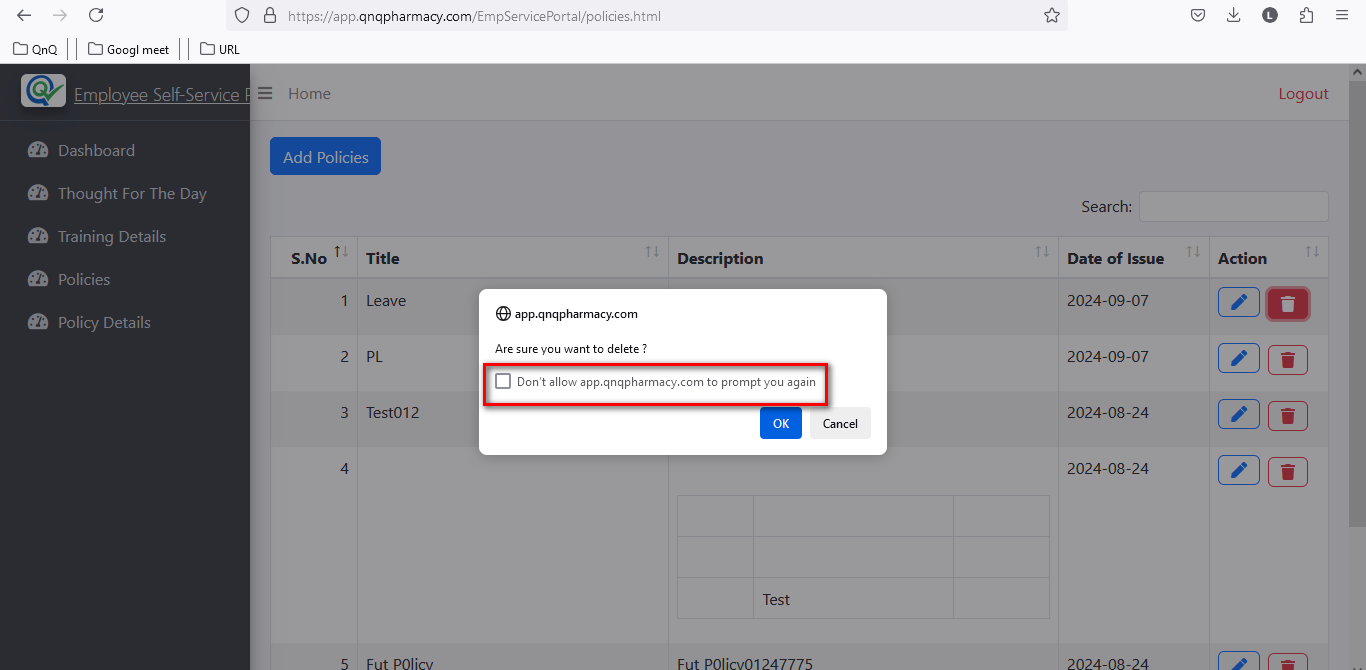 https://app.qnqpharmacy.com/EmpServicePortal/policies.html
L
QnQ
Googl meet
URL
Employee Self-Service P
Home
Logout
Dashboard
Thought For The Day
Training Details
Policies
Policy Details
Add Policies
Search:
S.No Title Description Date of Issue Action
1 Leave 2024-09-07
2 PL 2024-09-07
3 Test012 2024-08-24
4 2024-08-24
Test
5 Fut P0licy Fut P0licy01247775 2024-08-24
app.qnqpharmacy.com
Are sure you want to delete ?
Don't allow app.qnqpharmacy.com to prompt you again
OK Cancel